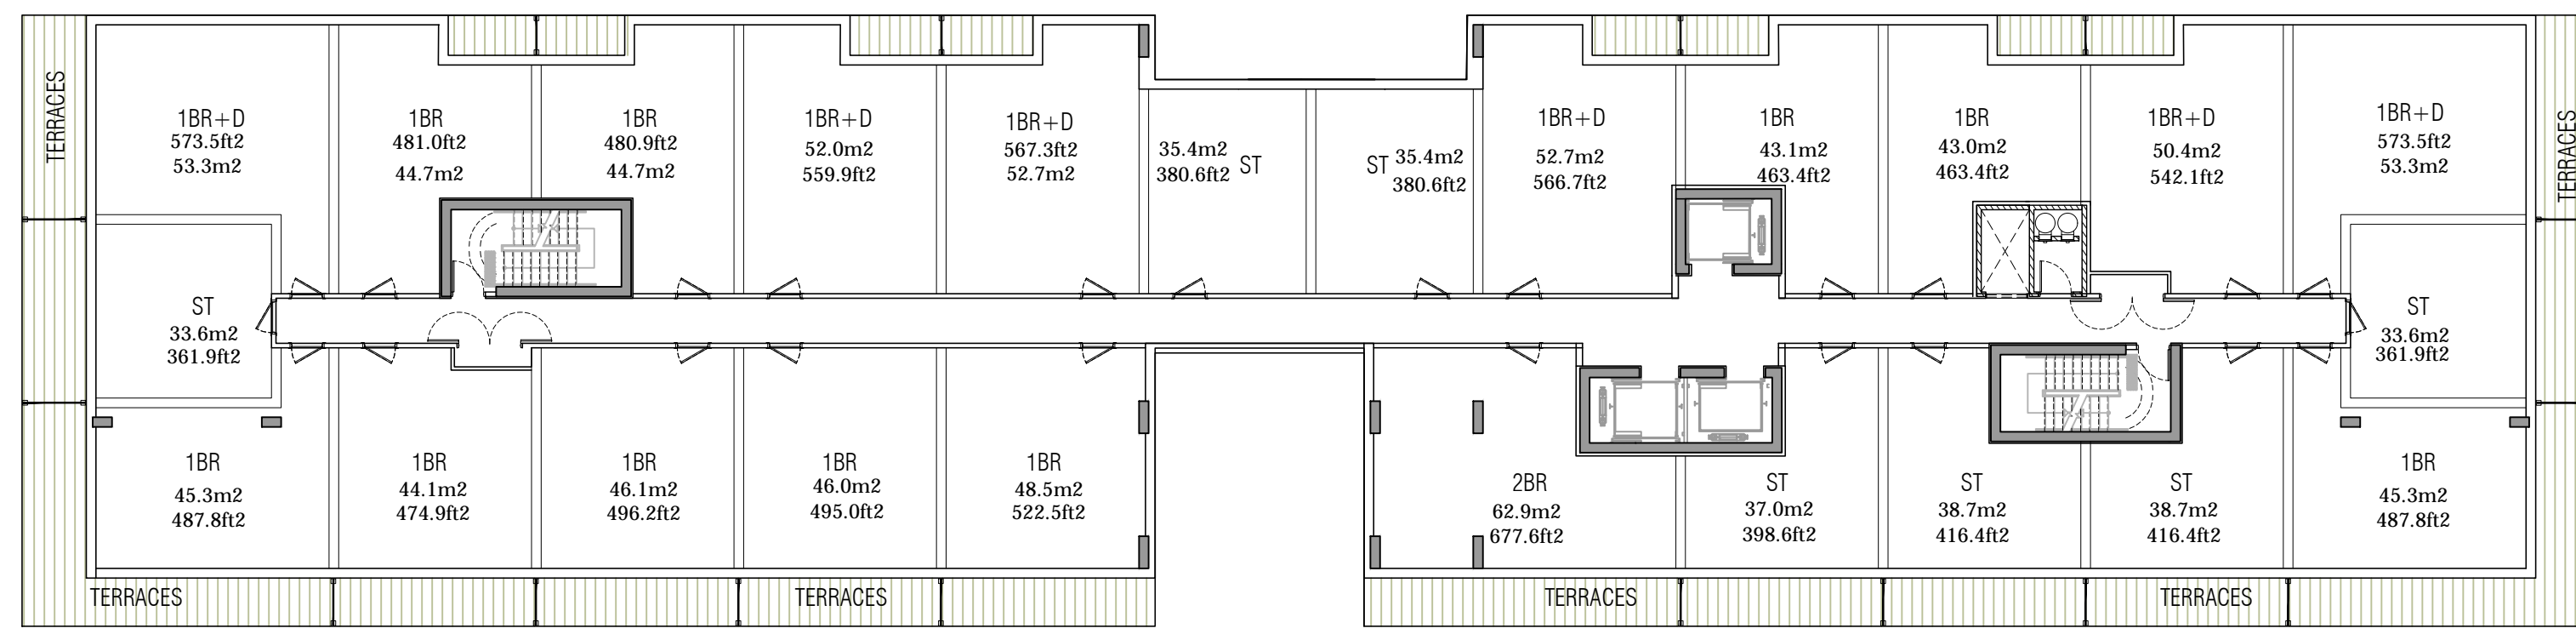 TERRACES
1BR+D
573.5ft2
53.3m2
1BR
481.0ft2
44.7m2
1BR
480.9ft2
44.7m2
1BR+D
52.0m2
559.9ft2
1BR+D
567.3ft2
52.7m2
35.4m2
380.6ft2
ST
ST
35.4m2
380.6ft2
1BR+D
52.7m2
566.7ft2
1BR
43.1m2
463.4ft2
1BR
43.0m2
463.4ft2
1BR+D
50.4m2
542.1ft2
1BR+D
573.5ft2
53.3m2
TERRACES
ST
33.6m2
361.9ft2
ST
33.6m2
361.9ft2
1BR
45.3m2
487.8ft2
1BR
44.1m2
474.9ft2
1BR
46.1m2
496.2ft2
1BR
46.0m2
495.0ft2
1BR
48.5m2
522.5ft2
2BR
62.9m2
677.6ft2
ST
37.0m2
398.6ft2
ST
38.7m2
416.4ft2
ST
38.7m2
416.4ft2
1BR
45.3m2
487.8ft2
TERRACES
TERRACES
TERRACES
TERRACES